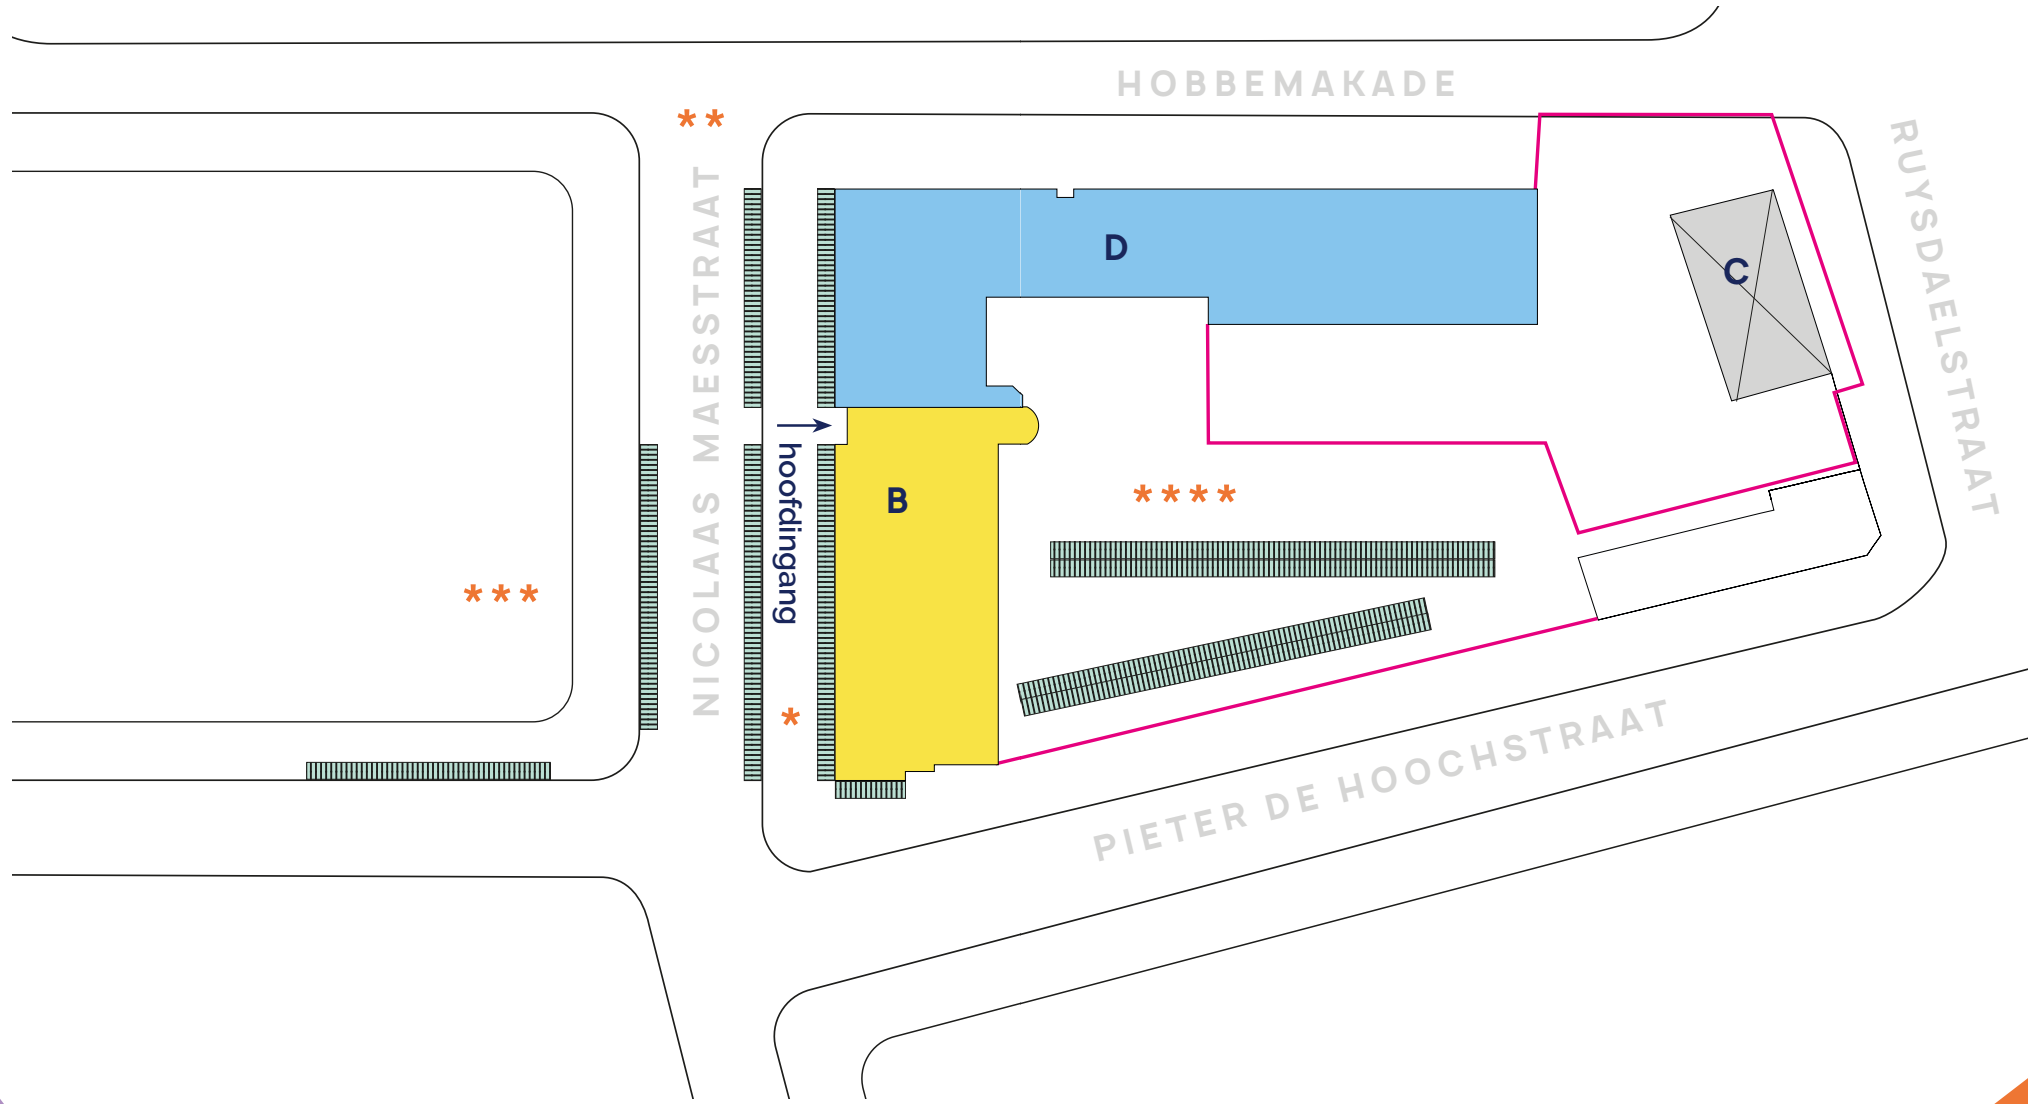 HOBBEMAKADE
**
RUYSDAELSTRAAT
NICOLAAS MAESSTRAAT
D
C
hoofdingang
B
****
***
*
PIETER DE HOOCHSTRAAT